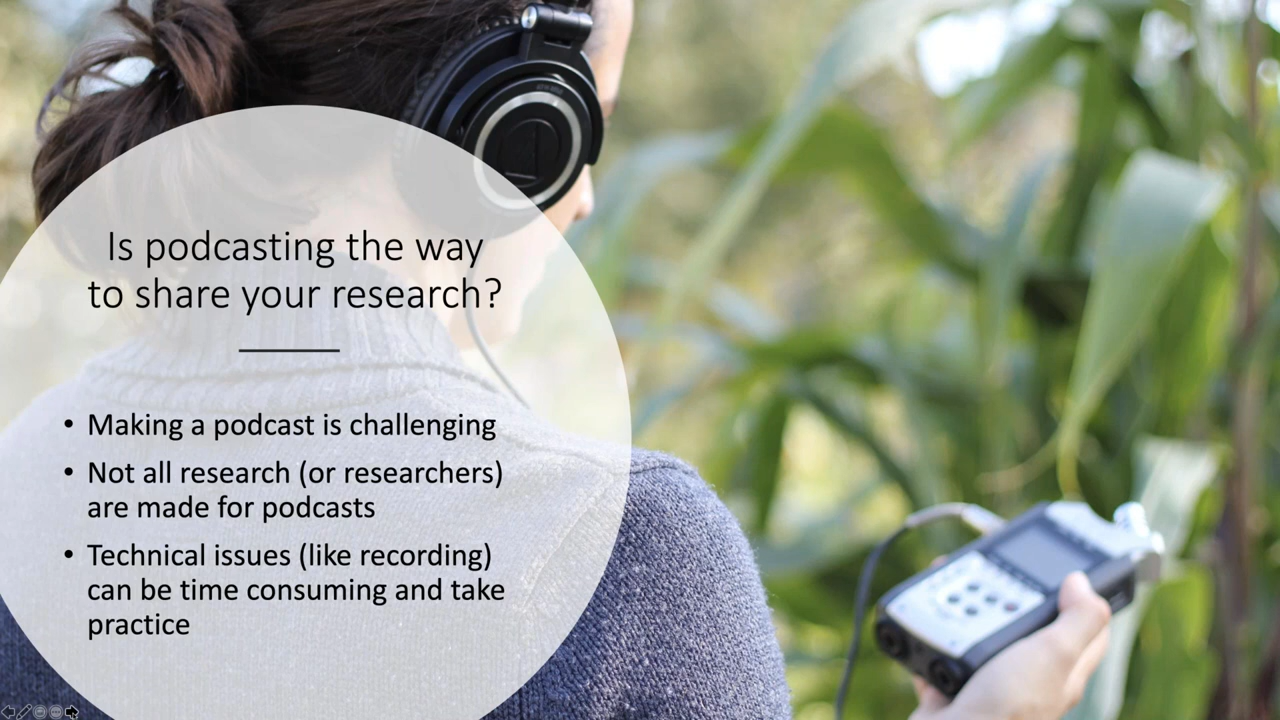 Is podcasting the way
to share your research?
• Making a podcast is challenging
• Not all research (or researchers)
are made for podcasts
• Technical issues (like recording)
can be time consuming and take
practice